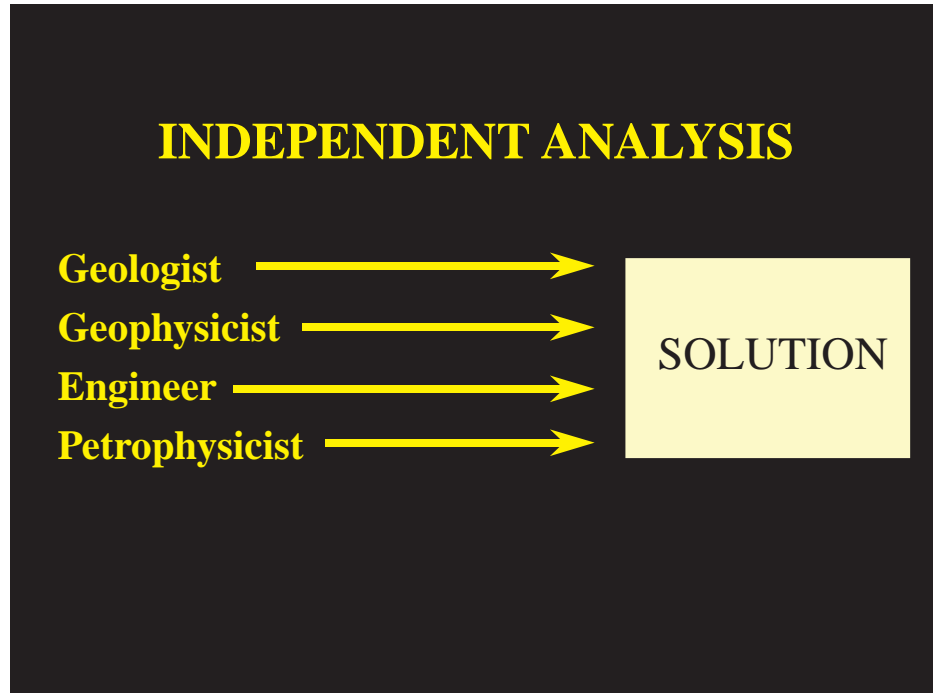 INDEPENDENT ANALYSIS
Geologist
Geophysicist
Engineer
Petrophysicist
SOLUTION